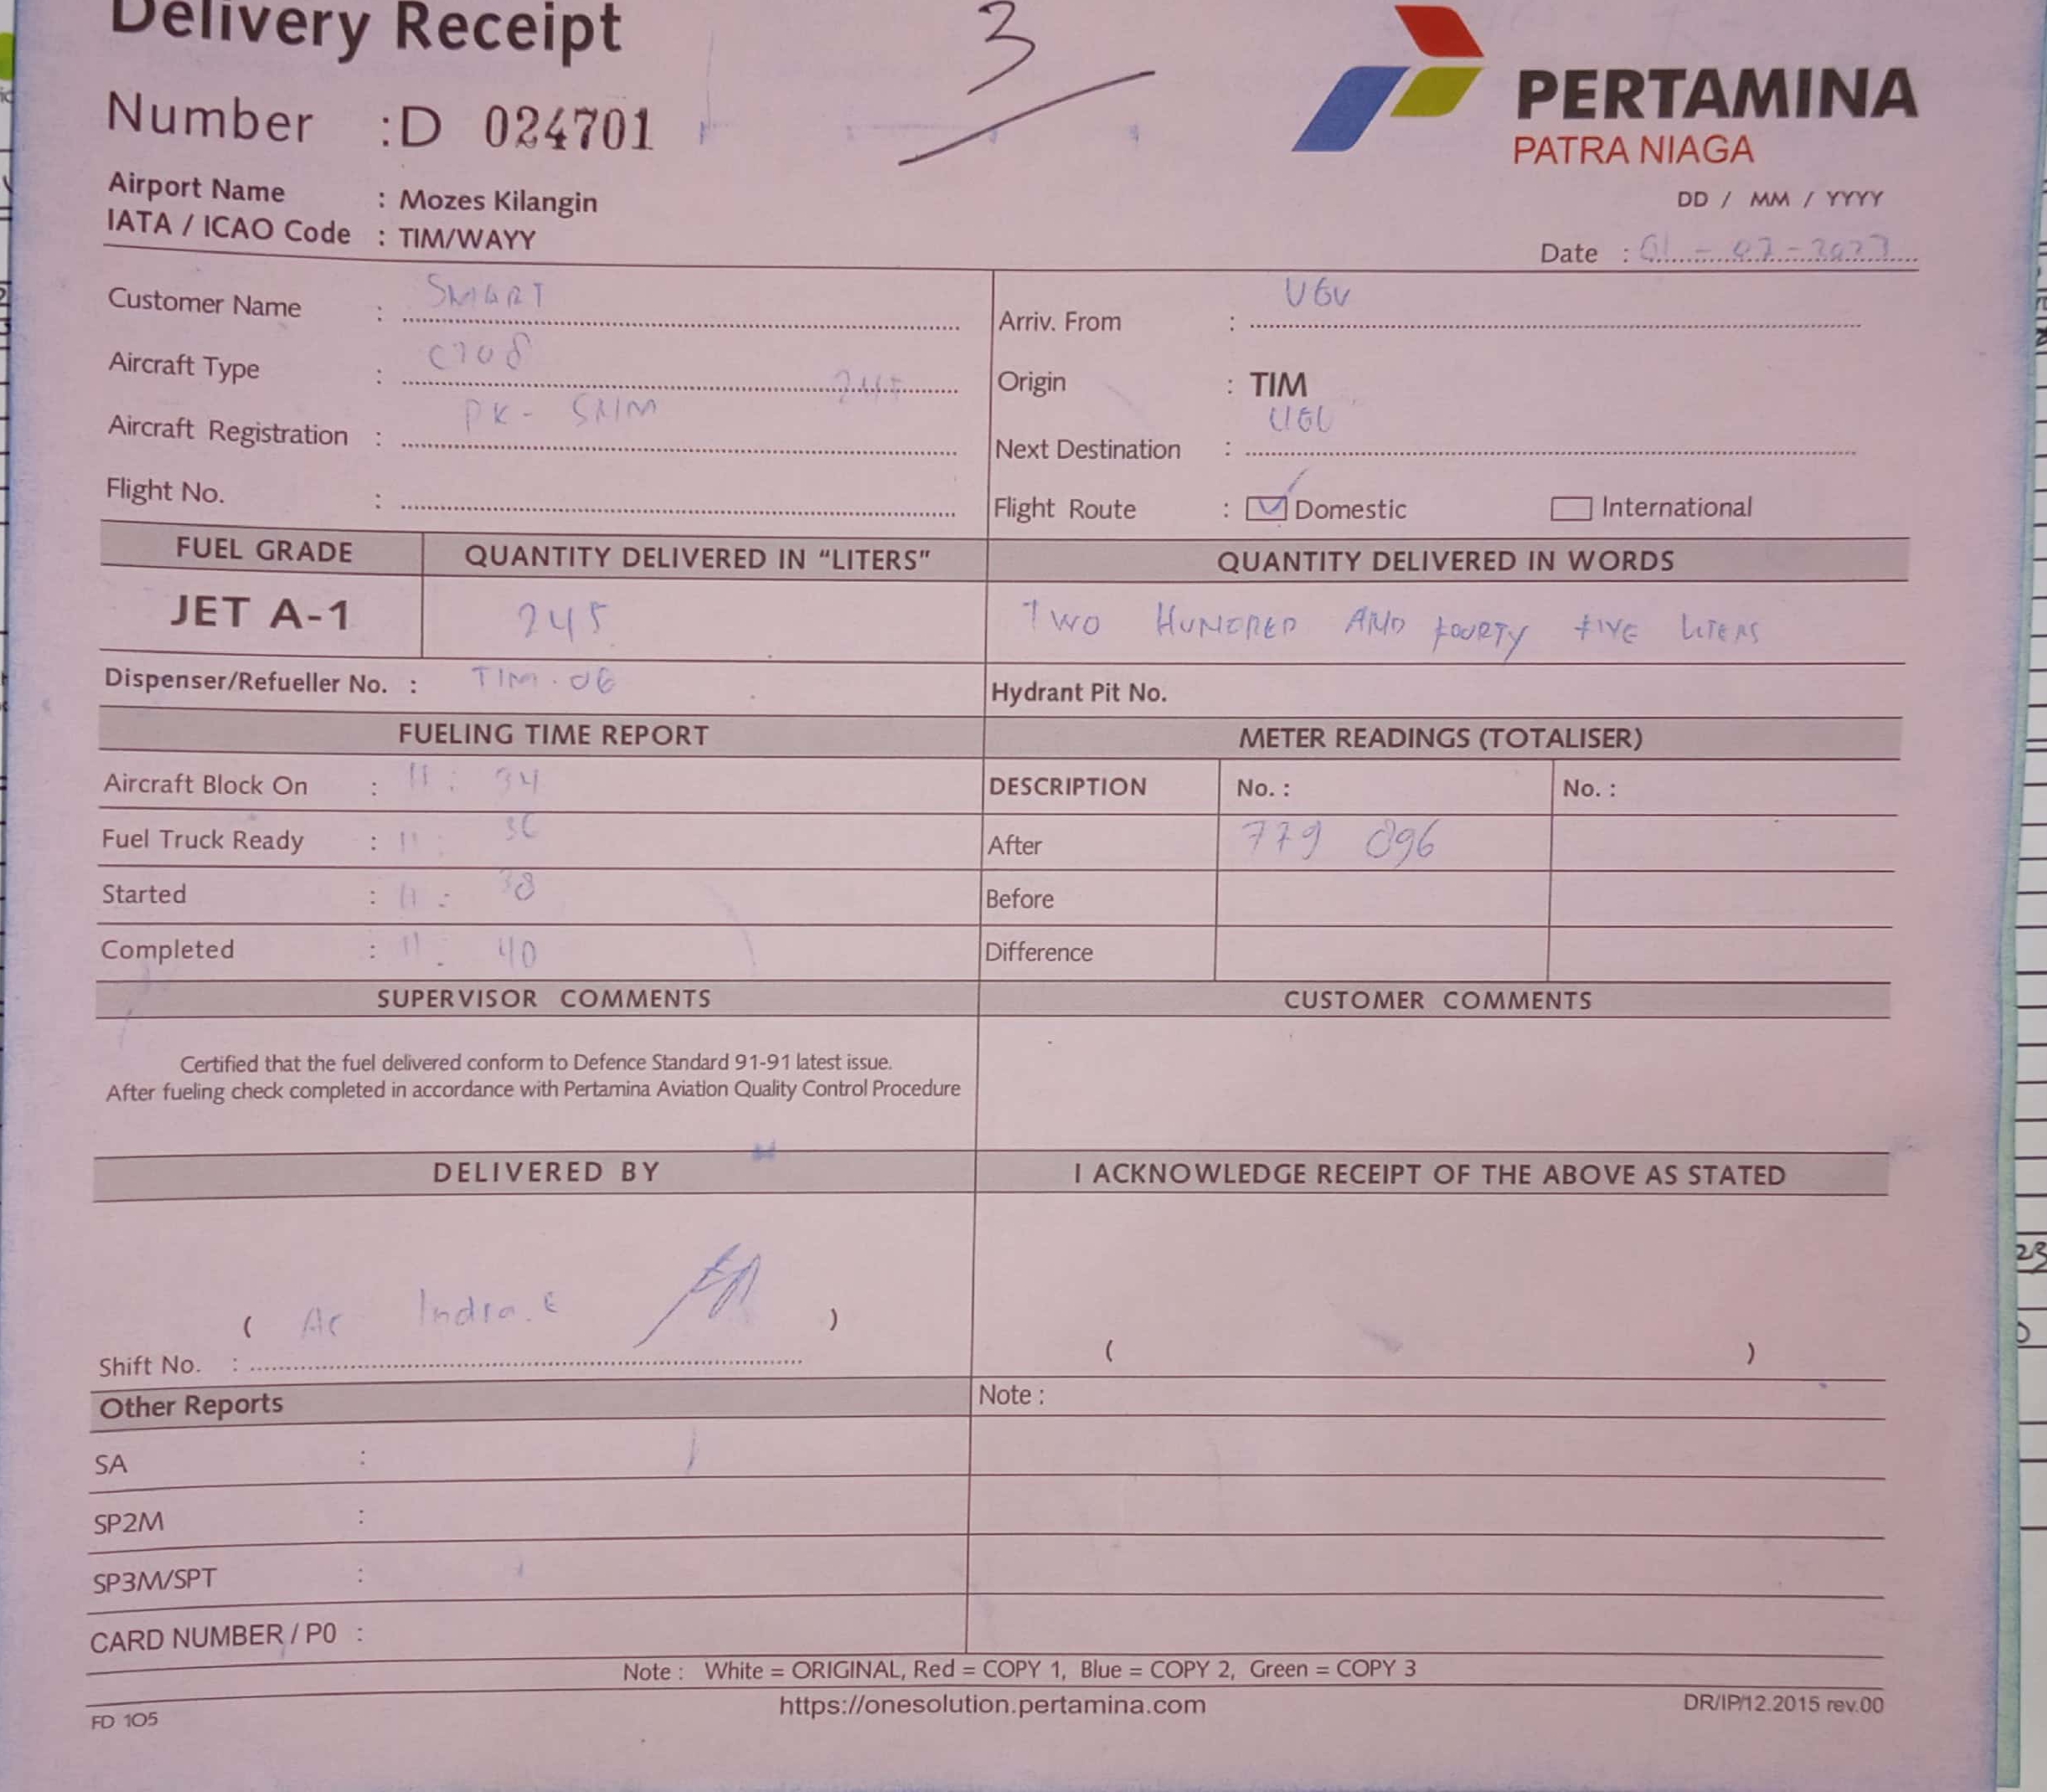 Delivery Receipt
3
PERTAMINA
PATRA NIAGA
Number : D 024701
Airport Name : Mozes Kilangin
IATA / ICAO Code : TIM/WAYY
DD / MM / YYYY
Date : 01 - 07 - 2023
Customer Name : SMART
Arriv. From : UGU
Aircraft Type : C208
Origin : TIM
Aircraft Registration : PK -
Next Destination : UGU
Flight No. :
Flight Route : Domestic International
FUEL GRADE QUANTITY DELIVERED IN "LITERS" QUANTITY DELIVERED IN WORDS
JET A-1 245 TWO HUNDRED AND FOURTY FIVE LITERS
Dispenser/Refueller No. : TIM . 06
Hydrant Pit No.
FUELING TIME REPORT METER READINGS (TOTALISER)
Aircraft Block On : 11 : 34
DESCRIPTION No. : No. :
Fuel Truck Ready : 11 : 36
After 779 096
Started : 11 : 38
Before
Completed : 11 : 40
Difference
SUPERVISOR COMMENTS CUSTOMER COMMENTS
Certified that the fuel delivered conform to Defence Standard 91-91 latest issue.
After fueling check completed in accordance with Pertamina Aviation Quality Control Procedure
DELIVERED BY I ACKNOWLEDGE RECEIPT OF THE ABOVE AS STATED
( Indra. E )
( )
Shift No. :
Other Reports Note :
SA :
SP2M :
SP3M/SPT :
CARD NUMBER / P0 :
Note : White = ORIGINAL, Red = COPY 1, Blue = COPY 2, Green = COPY 3
https://onesolution.pertamina.com
FD 105 DR/IP/12.2015 rev.00
23